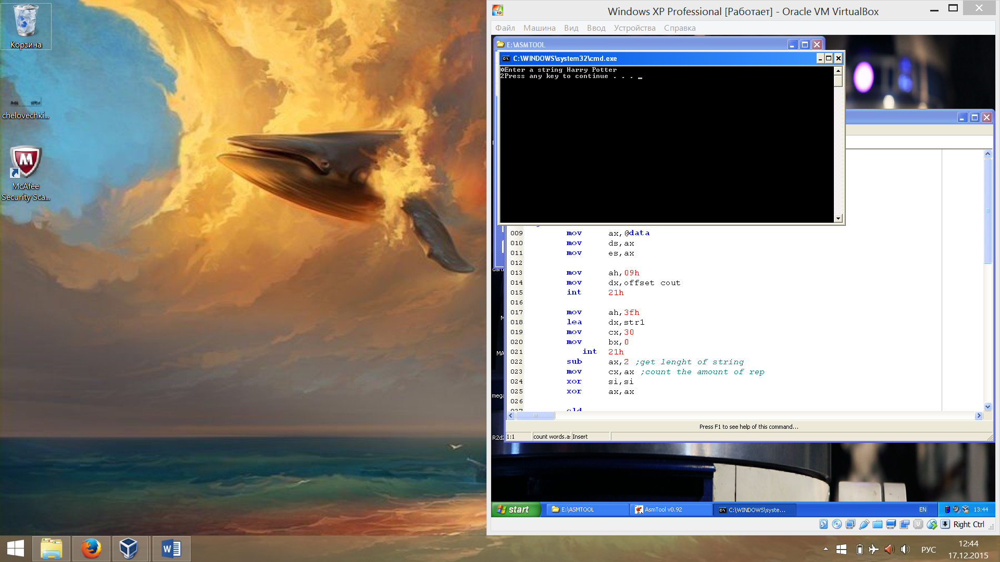 Корзина
chelovechki...
McAfee
Security Sca...
Windows XP Professional [Работает] - Oracle VM VirtualBox
Файл Машина Вид Ввод Устройства Справка
E:\ASMTOOL
C:\WINDOWS\system32\cmd.exe
Enter a string Harry Potter
2Press any key to continue . . . _
009 mov ax,@data
010 mov ds,ax
011 mov es,ax
012
013 mov ah,09h
014 mov dx,offset cout
015 int 21h
016
017 mov ah,3fh
018 lea dx,str1
019 mov cx,30
020 mov bx,0
021 int 21h
022 sub ax,2 ;get lenght of string
023 mov cx,ax ;count the amount of rep
024 xor si,si
025 xor ax,ax
026
027 cld
Press F1 to see help of this command...
1:1 count words.a Insert
MA
mega
R2d2
start E:\ASMTOOL AsmTool v0.92 C:\WINDOWS\syste... EN 13:44
Right Ctrl
РУС 12:44
17.12.2015